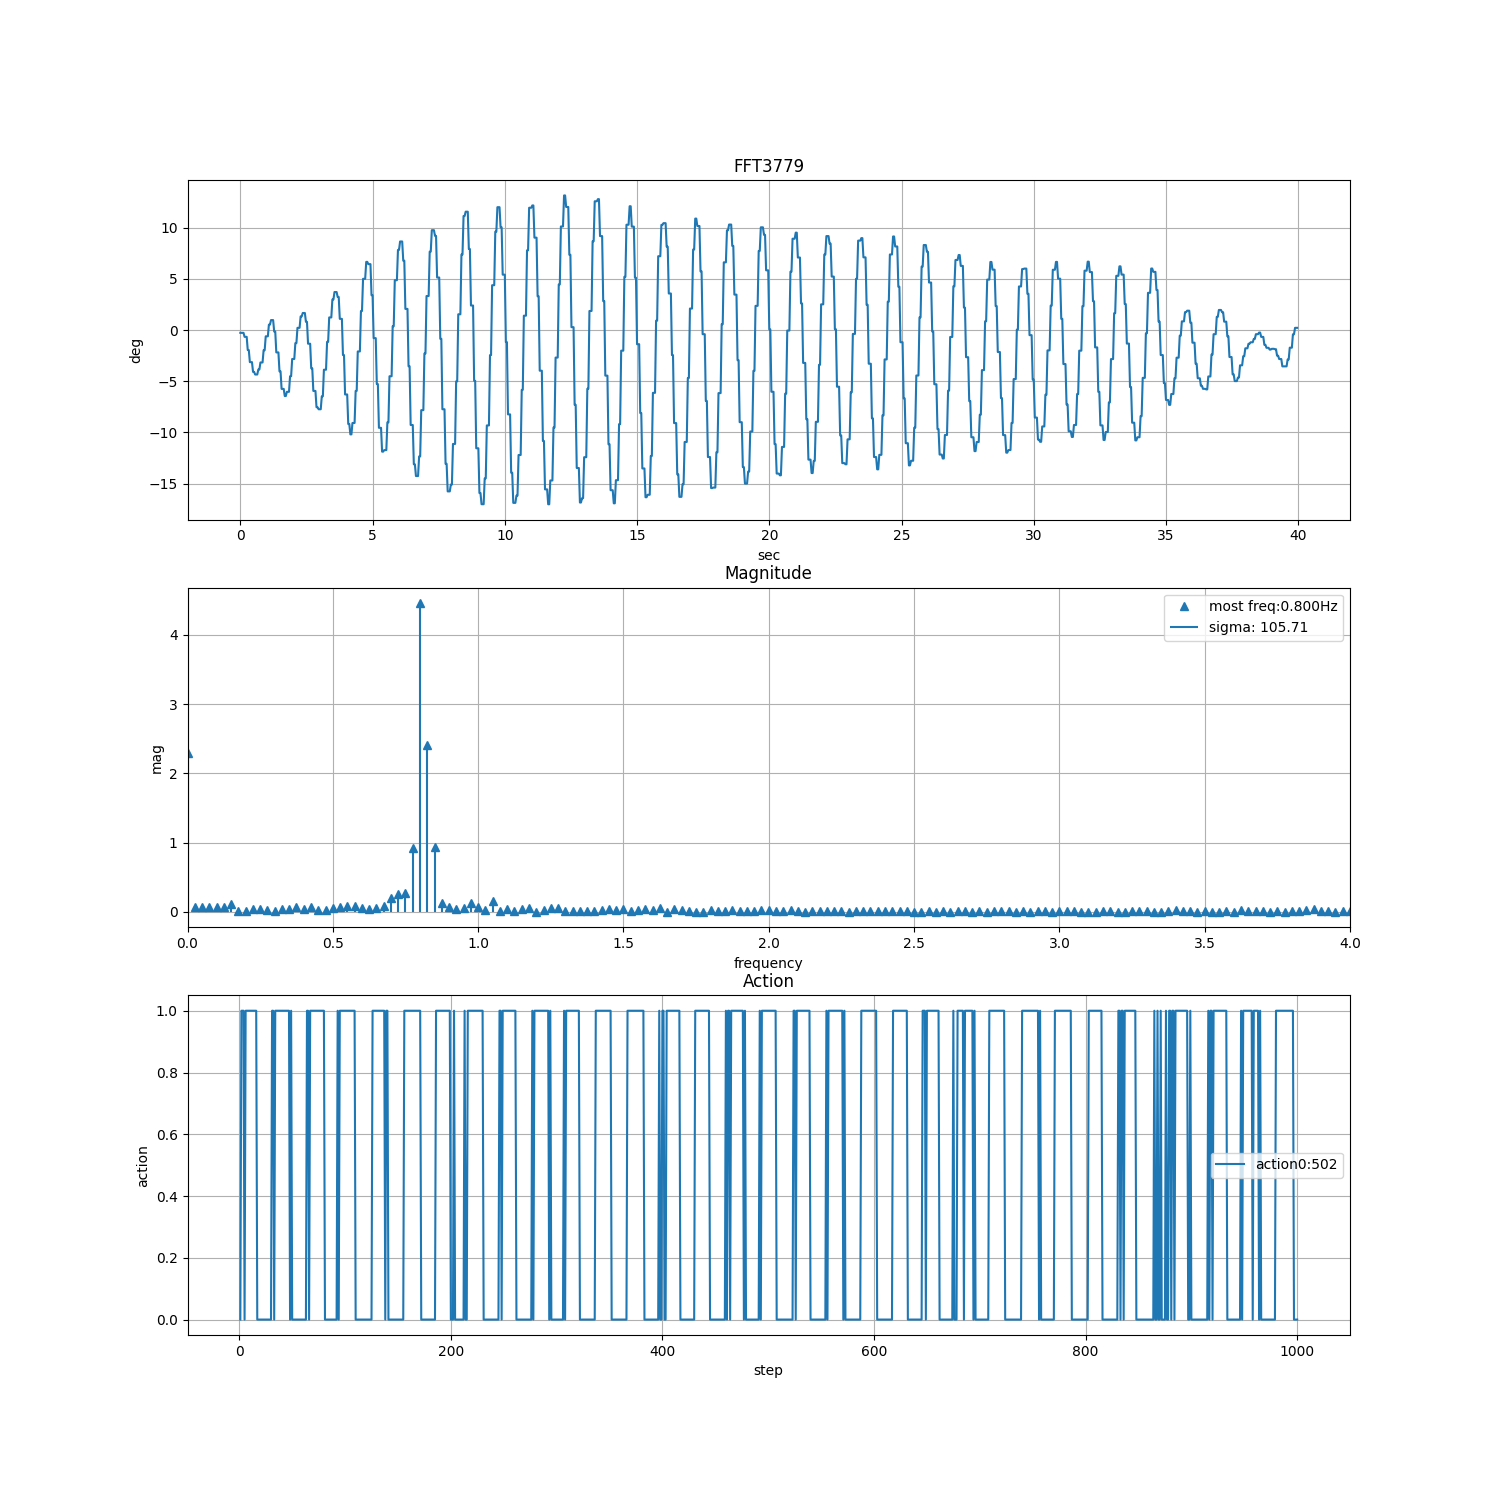 FFT3779
10
5
0
−5
−10
−15
deg
0 5 10 15 20 25 30 35 40
sec
Magnitude
most freq:0.800Hz
sigma: 105.71
4
3
2
1
0
mag
0.0 0.5 1.0 1.5 2.0 2.5 3.0 3.5 4.0
frequency
Action
1.0
0.8
0.6
0.4
0.2
0.0
action
action0:502
0 200 400 600 800 1000
step